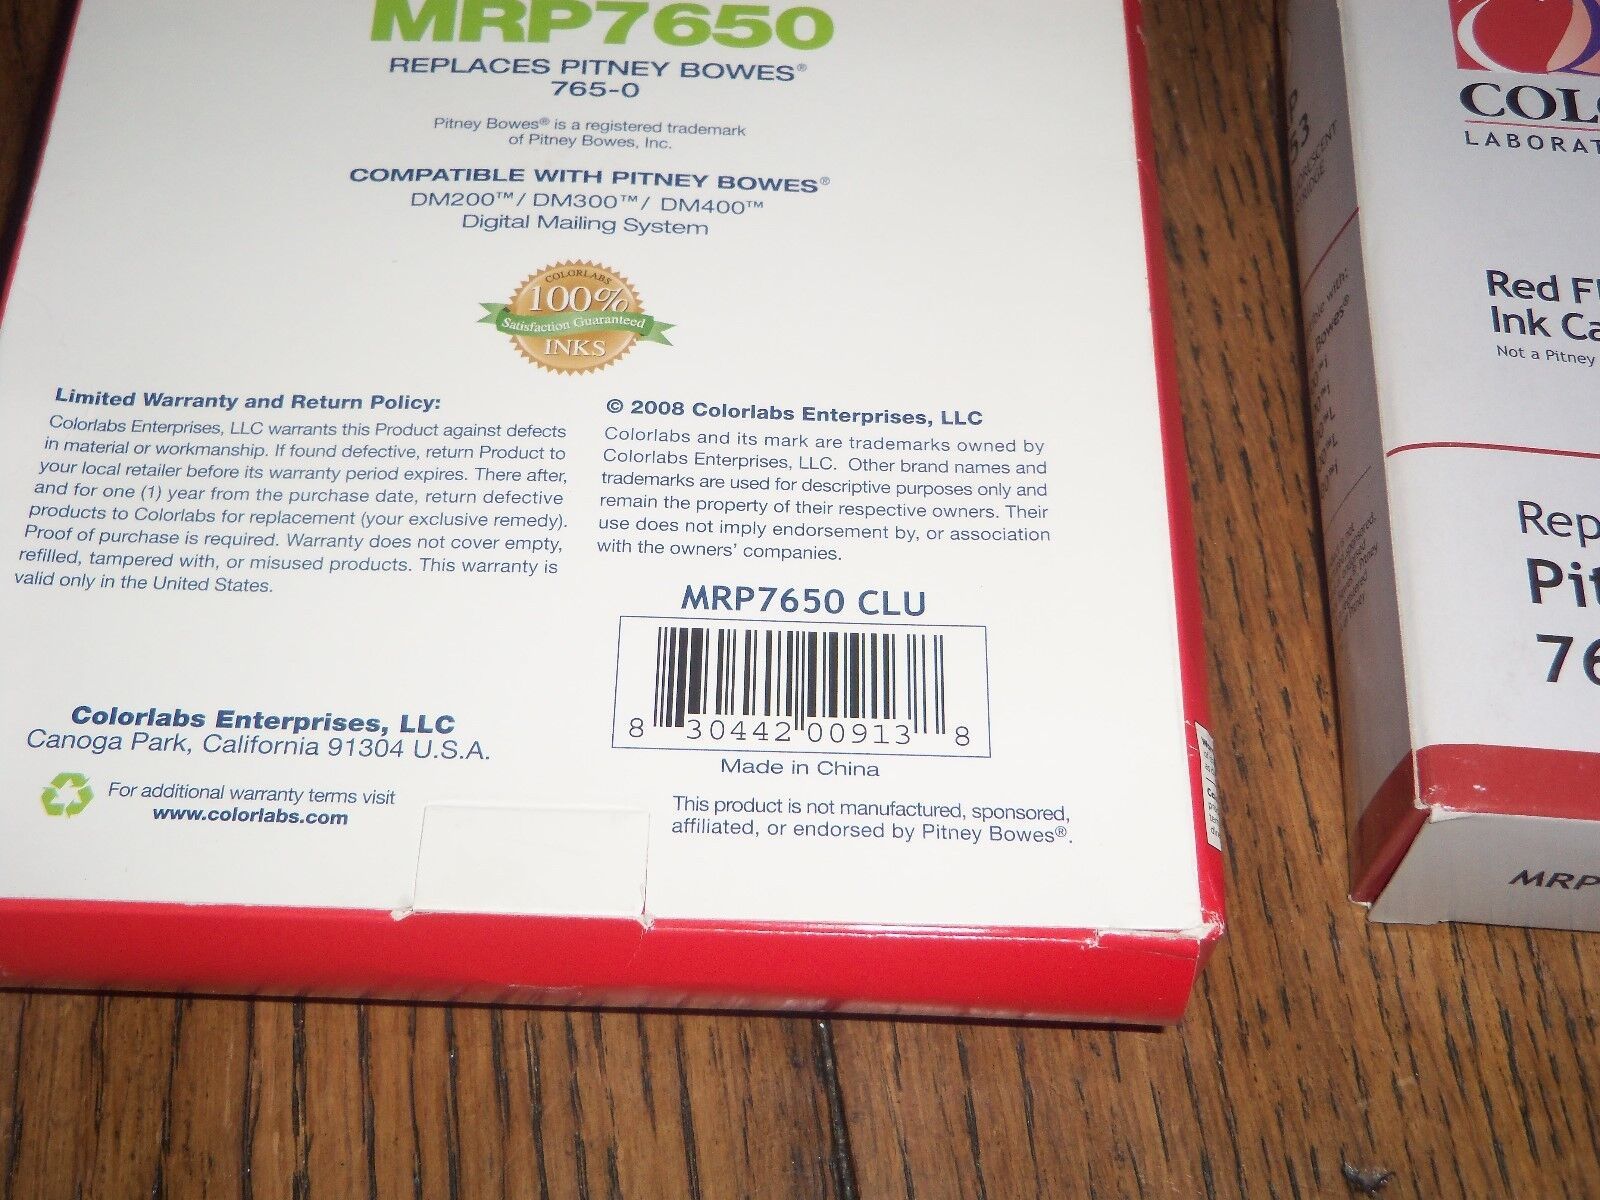 MRP7650
REPLACES PITNEY BOWES®
765-0
Pitney Bowes® is a registered trademark
of Pitney Bowes, Inc.
COMPATIBLE WITH PITNEY BOWES®
DM200™/ DM300™/ DM400™
Digital Mailing System
COLORLABS
100%
Satisfaction Guaranteed
INKS
Limited Warranty and Return Policy:
Colorlabs Enterprises, LLC warrants this Product against defects
in material or workmanship. If found defective, return Product to
your local retailer before its warranty period expires. There after,
and for one (1) year from the purchase date, return defective
products to Colorlabs for replacement (your exclusive remedy).
Proof of purchase is required. Warranty does not cover empty,
refilled, tampered with, or misused products. This warranty is
valid only in the United States.
© 2008 Colorlabs Enterprises, LLC
Colorlabs and its mark are trademarks owned by
Colorlabs Enterprises, LLC. Other brand names and
trademarks are used for descriptive purposes only and
remain the property of their respective owners. Their
use does not imply endorsement by, or association
with the owners' companies.
MRP7650 CLU
8 30442 00913 8
Made in China
Colorlabs Enterprises, LLC
Canoga Park, California 91304 U.S.A.
For additional warranty terms visit
www.colorlabs.com
This product is not manufactured, sponsored,
affiliated, or endorsed by Pitney Bowes®.
COL
LABORAT
Red Fl
Ink Ca
Not a Pitney
Rep
Pit
76
MRP
53
with:
Bowes®